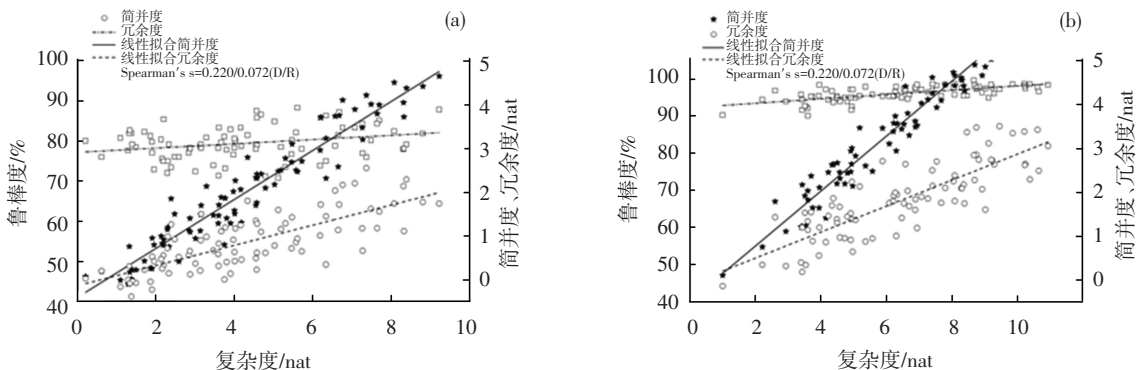 简并度
冗余度
线性拟合简并度
线性拟合冗余度
Spearman's s=0.220/0.072(D/R)
(a)
100
90
80
70
60
50
40
鲁棒度/%
5
4
3
2
1
0
简并度、冗余度/nat
0 2 4 6 8 10
复杂度/nat
简并度
冗余度
线性拟合简并度
线性拟合冗余度
Spearman's s=0.220/0.072(D/R)
(b)
100
90
80
70
60
50
40
鲁棒度/%
5
4
3
2
1
0
简并度、冗余度/nat
0 2 4 6 8 10
复杂度/nat